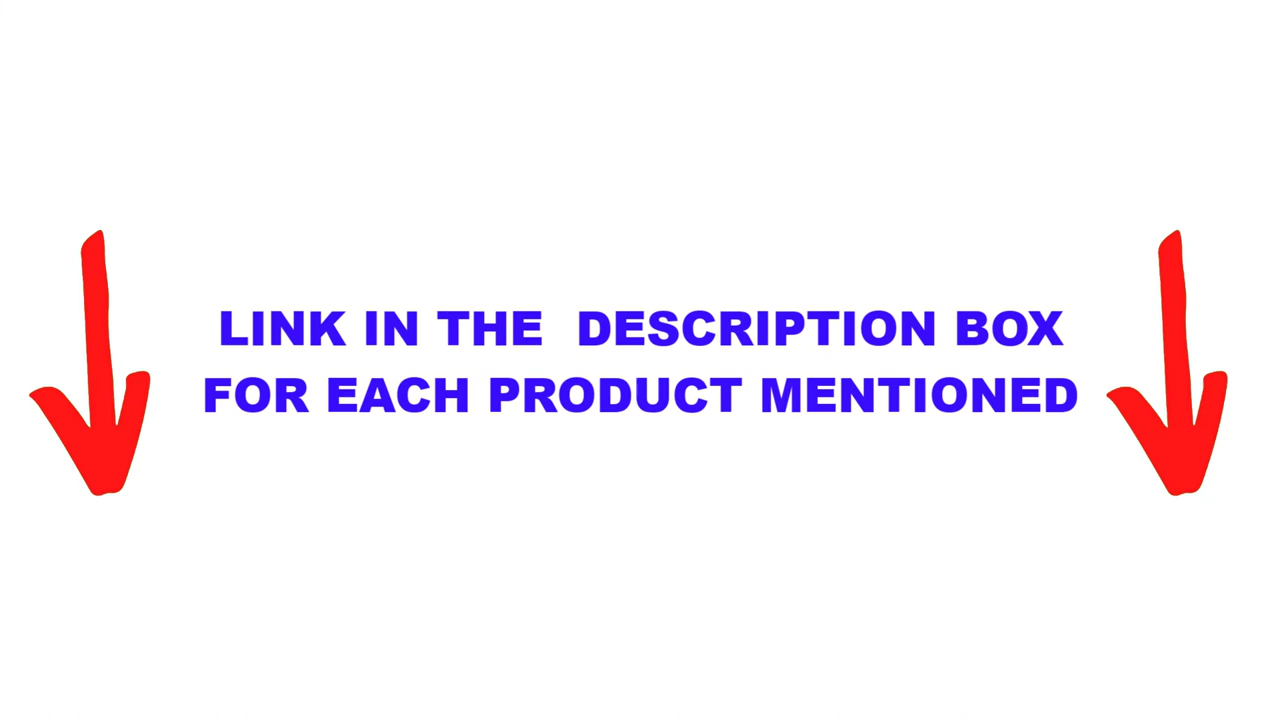 LINK IN THE  DESCRIPTION BOX
FOR EACH PRODUCT MENTIONED